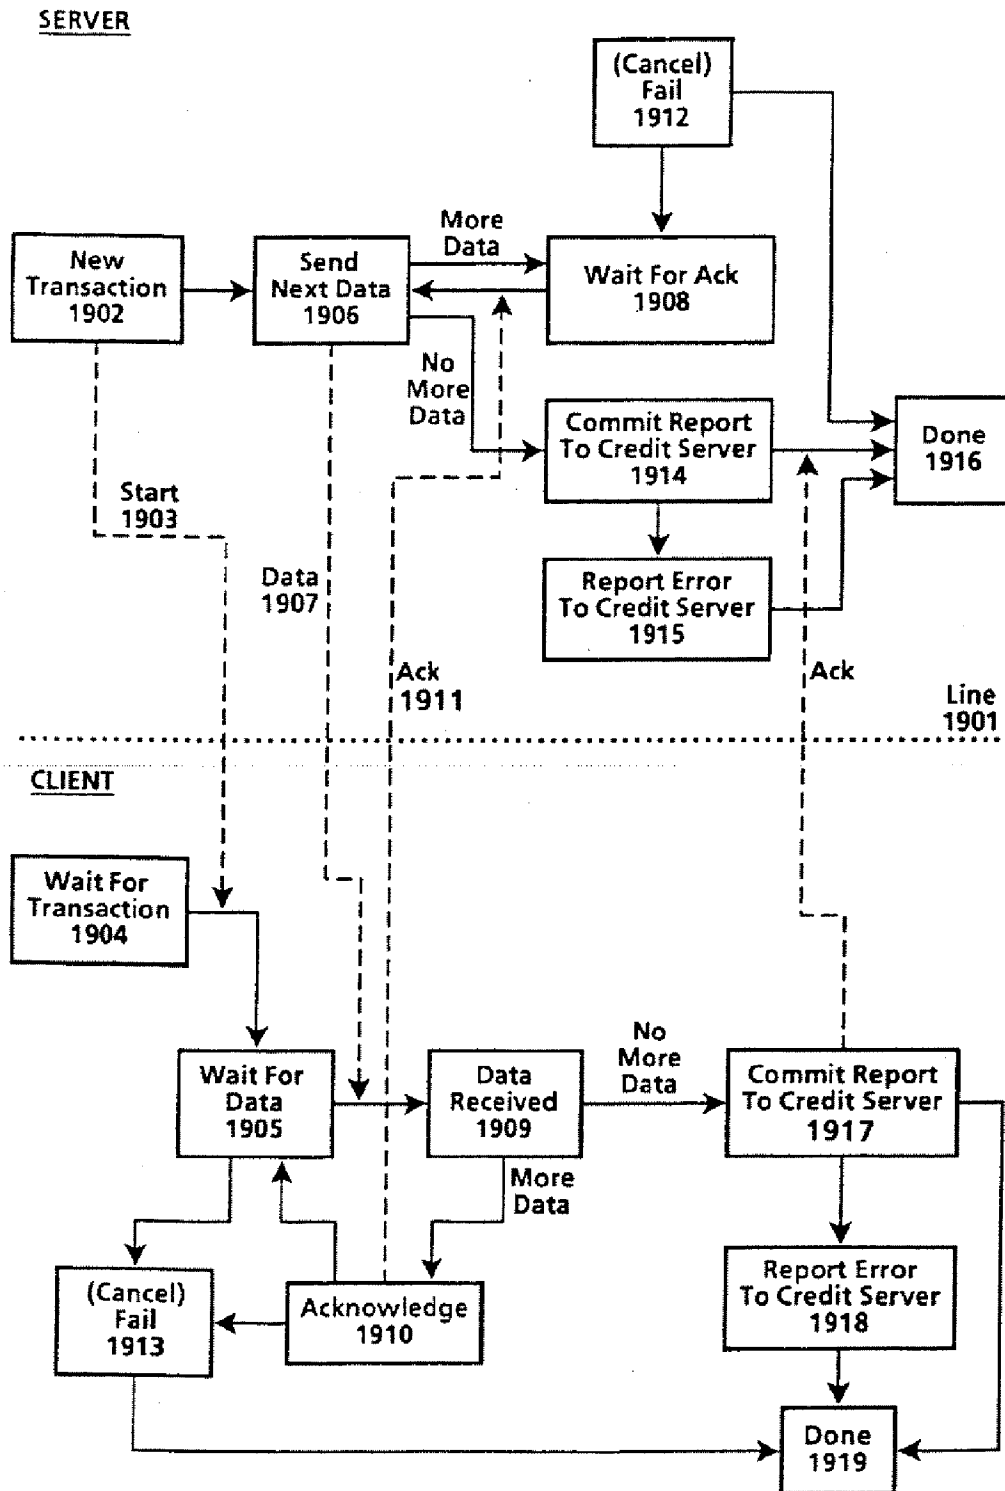 SERVER
(Cancel)
Fail
1912
More
Data
New
Transaction
1902
Send
Next Data
1906
Wait For Ack
1908
No
More
Data
Commit Report
To Credit Server
1914
Done
1916
Start
1903
Data
1907
Report Error
To Credit Server
1915
Ack
1911
Ack
Line
1901
CLIENT
Wait For
Transaction
1904
Wait For
Data
1905
Data
Received
1909
No
More
Data
Commit Report
To Credit Server
1917
More
Data
(Cancel)
Fail
1913
Acknowledge
1910
Report Error
To Credit Server
1918
Done
1919